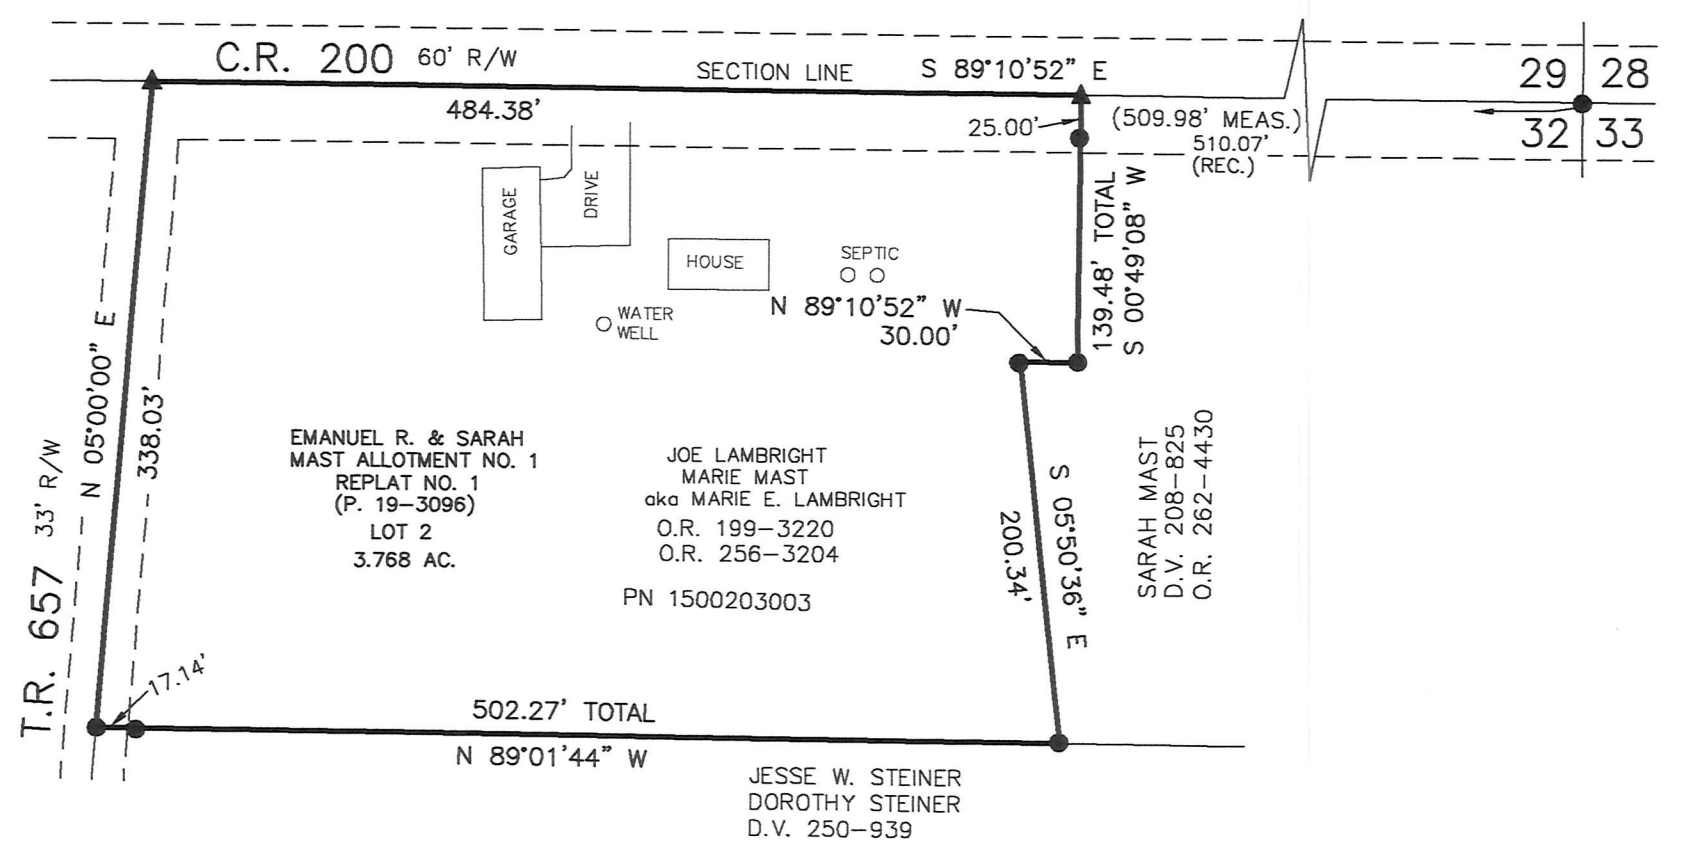 C.R. 200 60' R/W
SECTION LINE
S 89°10'52" E
29
28
32
33
484.38'
25.00'
(509.98' MEAS.)
510.07'
(REC.)
GARAGE
DRIVE
HOUSE
SEPTIC
WATER
WELL
N 89°10'52" W
30.00'
139.48' TOTAL
S 00°49'08" W
N 05°00'00" E
338.03'
T.R. 657 33' R/W
EMANUEL R. & SARAH
MAST ALLOTMENT NO. 1
REPLAT NO. 1
(P. 19-3096)
LOT 2
3.768 AC.
JOE LAMBRIGHT
MARIE MAST
aka MARIE E. LAMBRIGHT
O.R. 199-3220
O.R. 256-3204
PN 1500203003
S 05°50'36" E
200.34'
SARAH MAST
D.V. 208-825
O.R. 262-4430
17.14'
502.27' TOTAL
N 89°01'44" W
JESSE W. STEINER
DOROTHY STEINER
D.V. 250-939